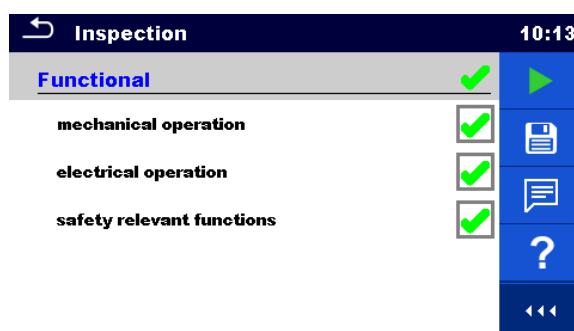 Inspection 10:13
Functional
mechanical operation
electrical operation
safety relevant functions
?